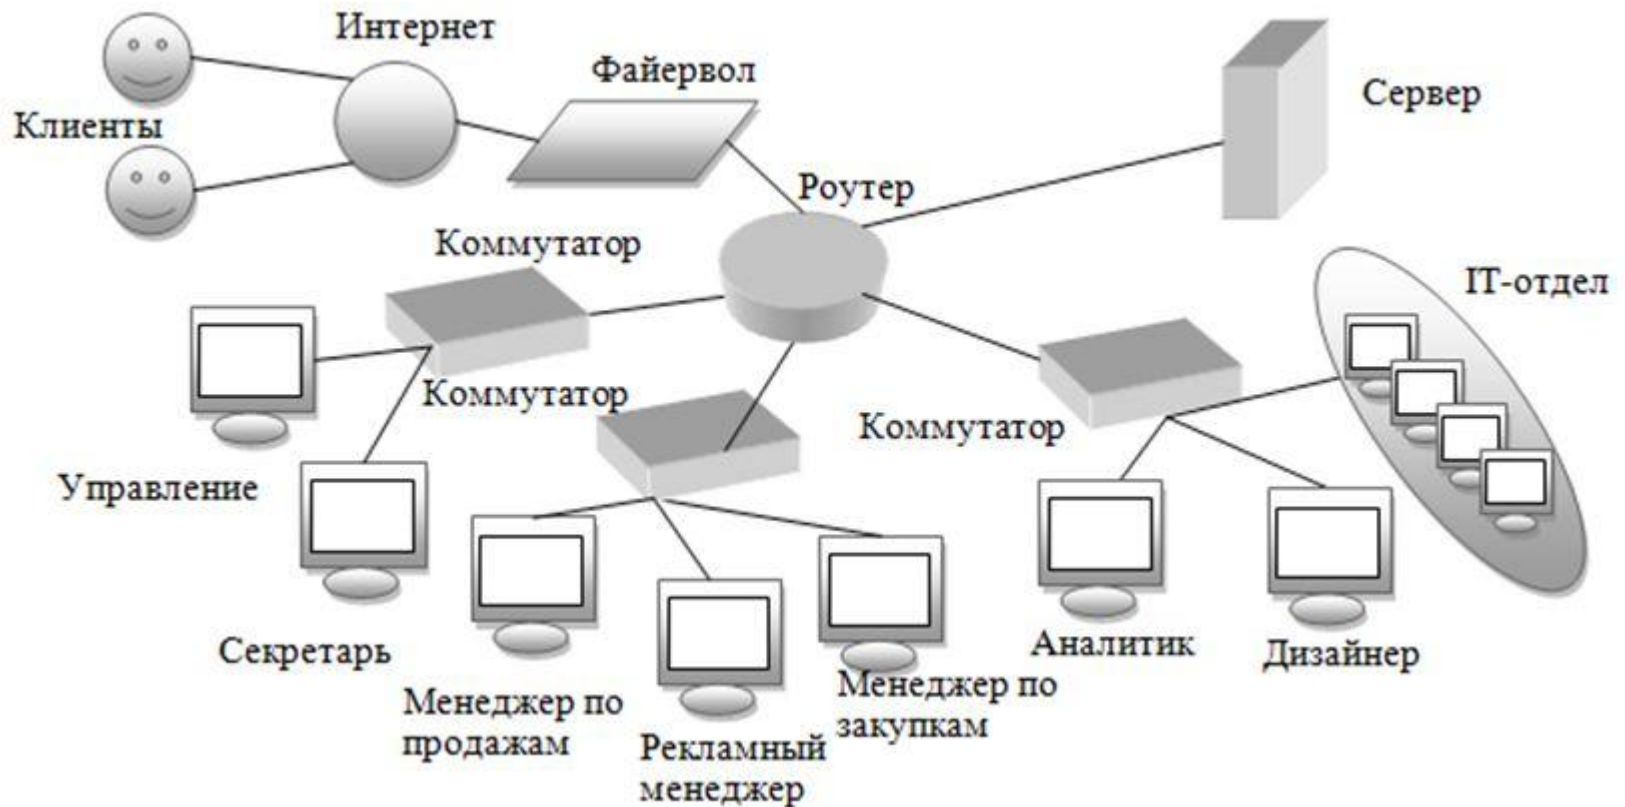 Интернет
Файервол
Сервер
Клиенты
Роутер
Коммутатор
IT-отдел
Коммутатор
Коммутатор
Управление
Секретарь
Аналитик
Дизайнер
Менеджер по
продажам
Рекламный
менеджер
Менеджер по
закупкам